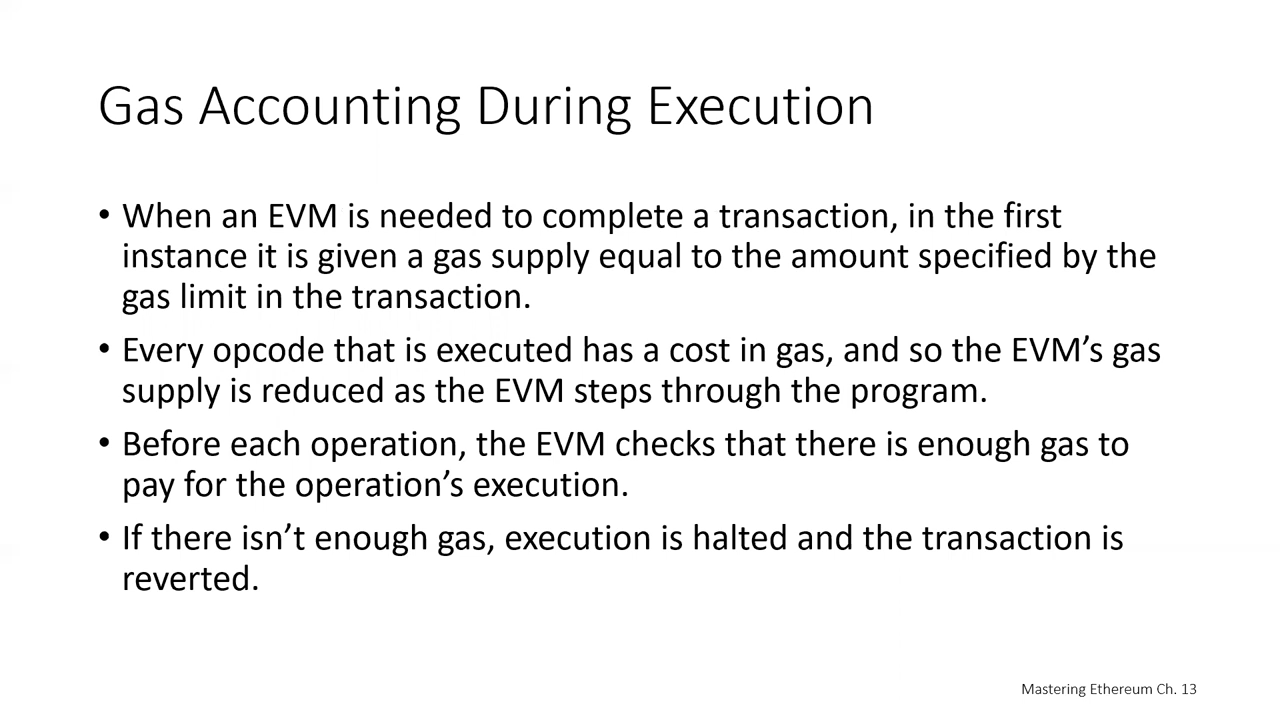 Gas Accounting During Execution
• When an EVM is needed to complete a transaction, in the first
instance it is given a gas supply equal to the amount specified by the
gas limit in the transaction.
• Every opcode that is executed has a cost in gas, and so the EVM’s gas
supply is reduced as the EVM steps through the program.
• Before each operation, the EVM checks that there is enough gas to
pay for the operation’s execution.
• If there isn’t enough gas, execution is halted and the transaction is
reverted.
Mastering Ethereum Ch. 13